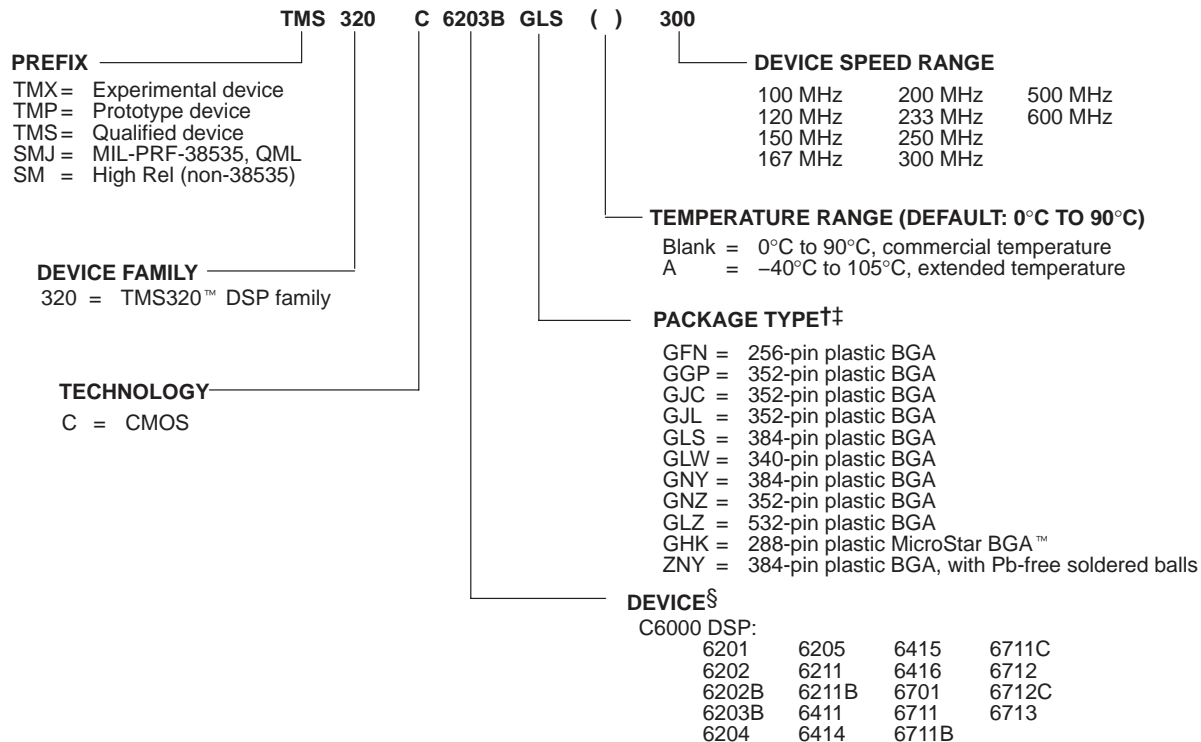 TMS 320 C 6203B GLS ( ) 300
PREFIX
TMX = Experimental device
TMP = Prototype device
TMS = Qualified device
SMJ = MIL-PRF-38535, QML
SM = High Rel (non-38535)
DEVICE SPEED RANGE
100 MHz 200 MHz 500 MHz
120 MHz 233 MHz 600 MHz
150 MHz 250 MHz
167 MHz 300 MHz
TEMPERATURE RANGE (DEFAULT: 0°C TO 90°C)
Blank = 0°C to 90°C, commercial temperature
A = −40°C to 105°C, extended temperature
DEVICE FAMILY
320 = TMS320™ DSP family
PACKAGE TYPE†‡
GFN = 256-pin plastic BGA
GGP = 352-pin plastic BGA
GJC = 352-pin plastic BGA
GJL = 352-pin plastic BGA
GLS = 384-pin plastic BGA
GLW = 340-pin plastic BGA
GNY = 384-pin plastic BGA
GNZ = 352-pin plastic BGA
GLZ = 532-pin plastic BGA
GHK = 288-pin plastic MicroStar BGA™
ZNY = 384-pin plastic BGA, with Pb-free soldered balls
TECHNOLOGY
C = CMOS
DEVICE§
C6000 DSP:
6201 6205 6415 6711C
6202 6211 6416 6712
6202B 6211B 6701 6712C
6203B 6411 6711 6713
6204 6414 6711B